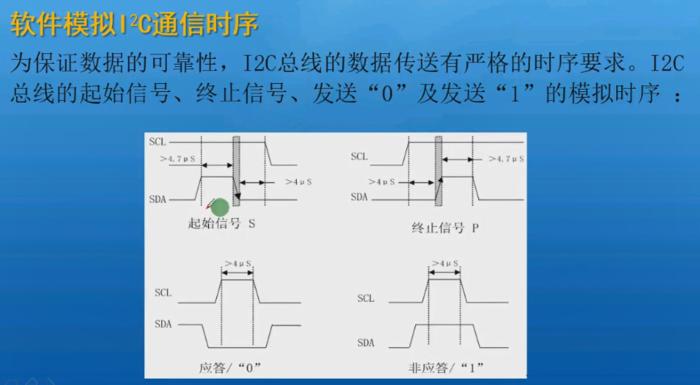 软件模拟I²C通信时序
为保证数据的可靠性，I2C总线的数据传送有严格的时序要求。I2C
总线的起始信号、终止信号、发送“0”及发送“1”的模拟时序 ：
SCL
>4.7μS
>4μS
SDA
起始信号 S
SCL
>4.7μS
>4μS
SDA
终止信号 P
>4μS
SCL
SDA
应答/“0”
>4μS
SCL
SDA
非应答/“1”